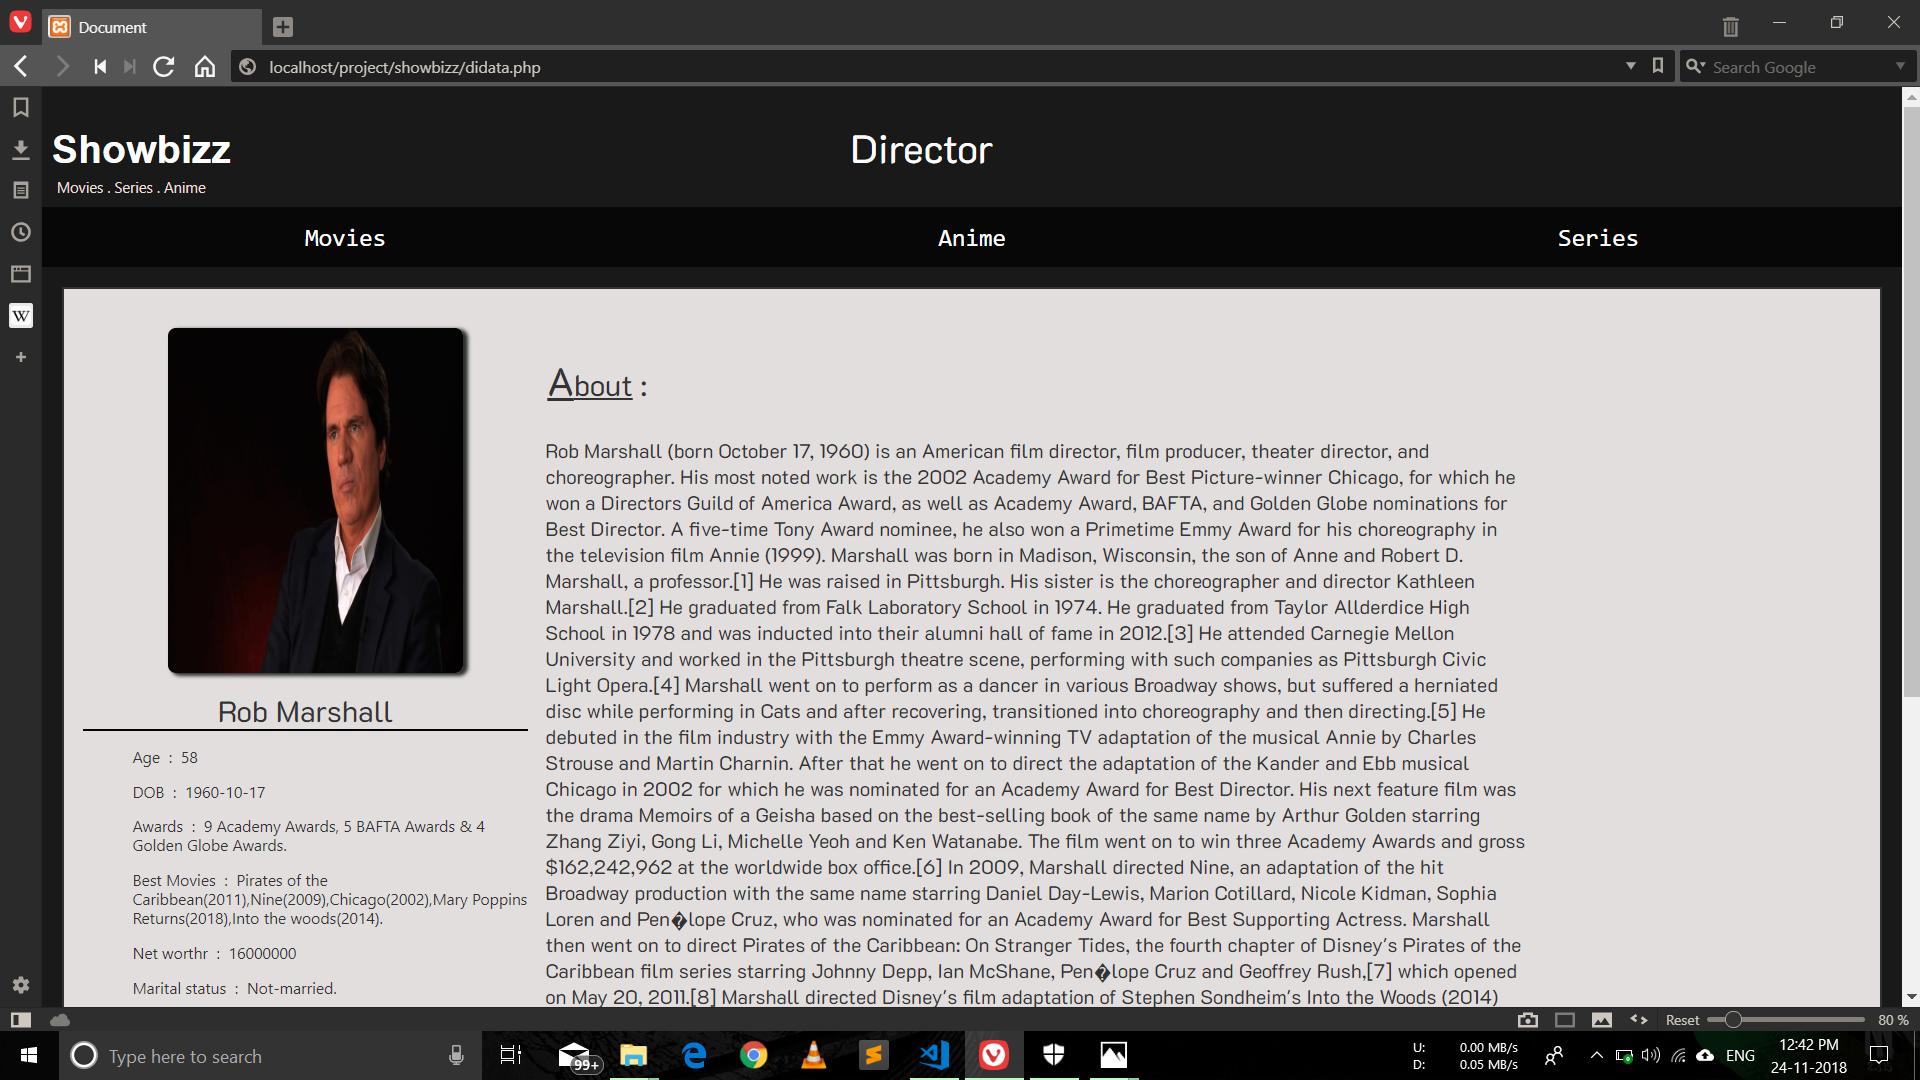 Document
localhost/project/showbizz/didata.php
Search Google
Showbizz
Director
Movies . Series . Anime
Movies
Anime
Series
W
Rob Marshall
Age : 58
DOB : 1960-10-17
Awards : 9 Academy Awards, 5 BAFTA Awards & 4
Golden Globe Awards.
Best Movies : Pirates of the
Caribbean(2011),Nine(2009),Chicago(2002),Mary Poppins
Returns(2018),Into the woods(2014).
Net worthr : 16000000
Marital status : Not-married.
About :
Rob Marshall (born October 17, 1960) is an American film director, film producer, theater director, and
choreographer. His most noted work is the 2002 Academy Award for Best Picture-winner Chicago, for which he
won a Directors Guild of America Award, as well as Academy Award, BAFTA, and Golden Globe nominations for
Best Director. A five-time Tony Award nominee, he also won a Primetime Emmy Award for his choreography in
the television film Annie (1999). Marshall was born in Madison, Wisconsin, the son of Anne and Robert D.
Marshall, a professor.[1] He was raised in Pittsburgh. His sister is the choreographer and director Kathleen
Marshall.[2] He graduated from Falk Laboratory School in 1974. He graduated from Taylor Allderdice High
School in 1978 and was inducted into their alumni hall of fame in 2012.[3] He attended Carnegie Mellon
University and worked in the Pittsburgh theatre scene, performing with such companies as Pittsburgh Civic
Light Opera.[4] Marshall went on to perform as a dancer in various Broadway shows, but suffered a herniated
disc while performing in Cats and after recovering, transitioned into choreography and then directing.[5] He
debuted in the film industry with the Emmy Award-winning TV adaptation of the musical Annie by Charles
Strouse and Martin Charnin. After that he went on to direct the adaptation of the Kander and Ebb musical
Chicago in 2002 for which he was nominated for an Academy Award for Best Director. His next feature film was
the drama Memoirs of a Geisha based on the best-selling book of the same name by Arthur Golden starring
Zhang Ziyi, Gong Li, Michelle Yeoh and Ken Watanabe. The film went on to win three Academy Awards and gross
$162,242,962 at the worldwide box office.[6] In 2009, Marshall directed Nine, an adaptation of the hit
Broadway production with the same name starring Daniel Day-Lewis, Marion Cotillard, Nicole Kidman, Sophia
Loren and Pen�lope Cruz, who was nominated for an Academy Award for Best Supporting Actress. Marshall
then went on to direct Pirates of the Caribbean: On Stranger Tides, the fourth chapter of Disney's Pirates of the
Caribbean film series starring Johnny Depp, Ian McShane, Pen�lope Cruz and Geoffrey Rush,[7] which opened
on May 20, 2011.[8] Marshall directed Disney's film adaptation of Stephen Sondheim's Into the Woods (2014)
Reset
80 %
Type here to search
99+
U: 0.00 MB/s
D: 0.05 MB/s
ENG
12:42 PM
24-11-2018